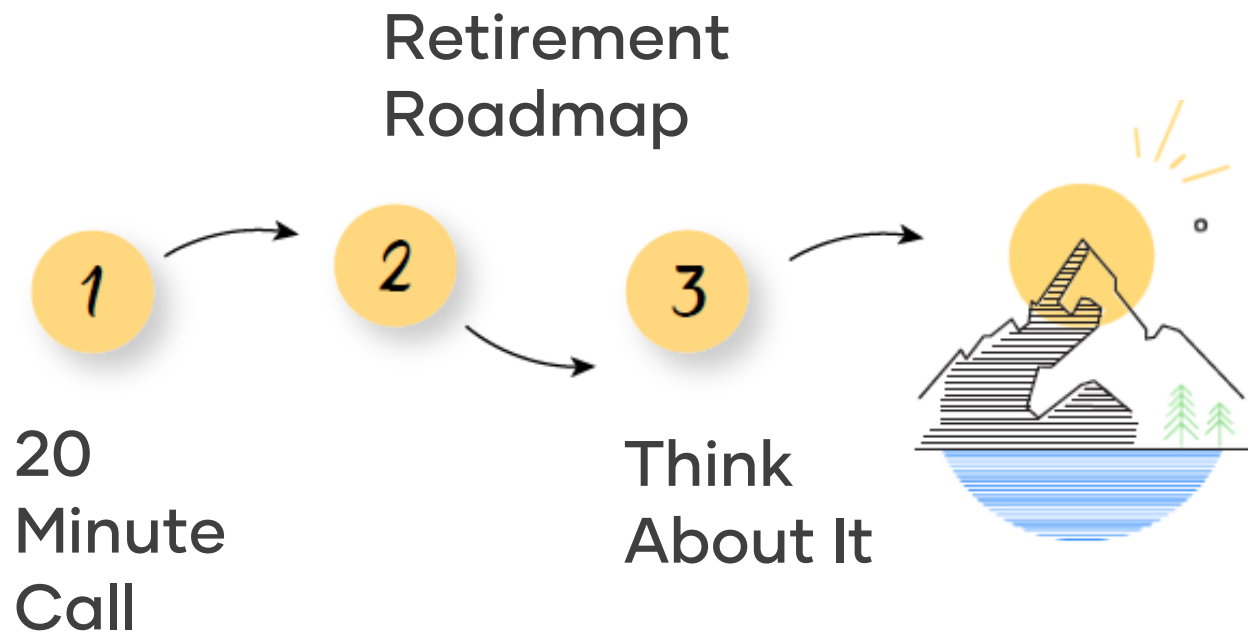 Retirement
Roadmap
1
2
3
20
Minute
Call
Think
About It